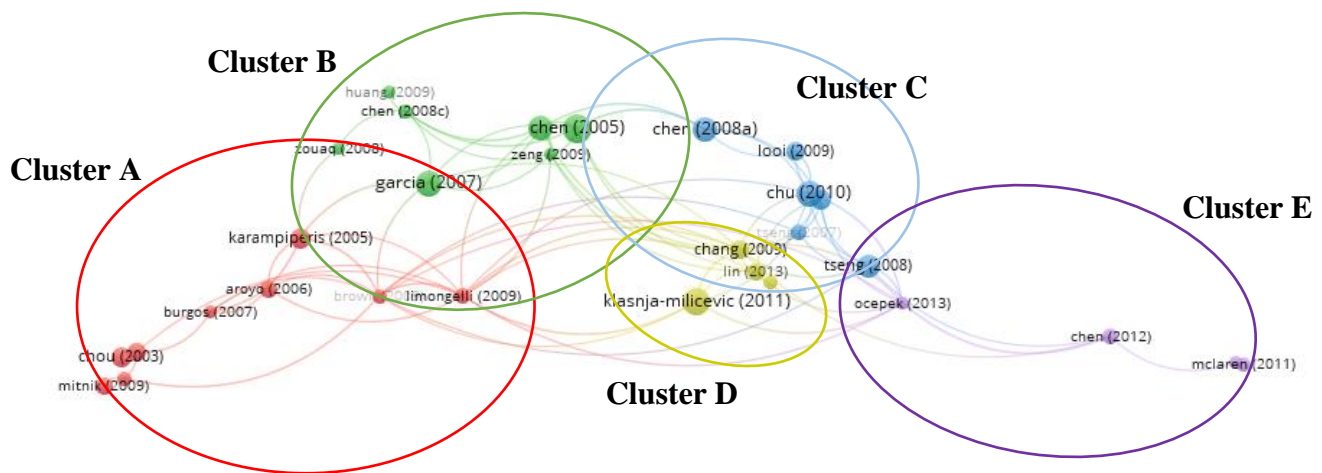 Cluster B
Cluster C
huang (2009)
chen (2008c)
chen (2005)
chen (2008a)
zouaq (2008)
zeng (2009)
looi (2009)
Cluster A
garcia (2007)
chu (2010)
Cluster E
karampiperis (2005)
tseng (2007)
chang (2009)
lin (2013)
tseng (2008)
aroyo (2006)
limongelli (2009)
klasnja-milicevic (2011)
ocepek (2013)
burgos (2007)
chen (2012)
chou (2003)
mclaren (2011)
mitnik (2009)
Cluster D